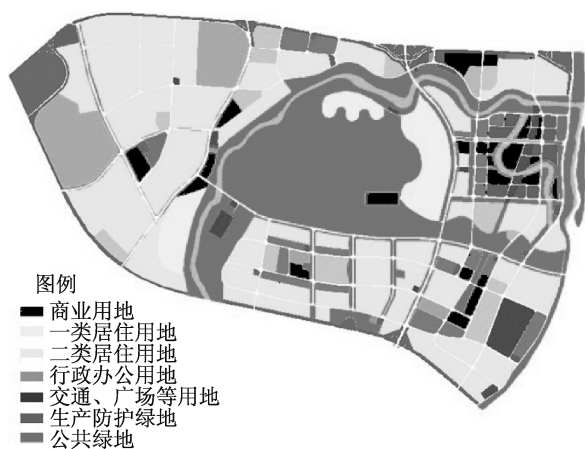 图例
商业用地
一类居住用地
二类居住用地
行政办公用地
交通、广场等用地
生产防护绿地
公共绿地